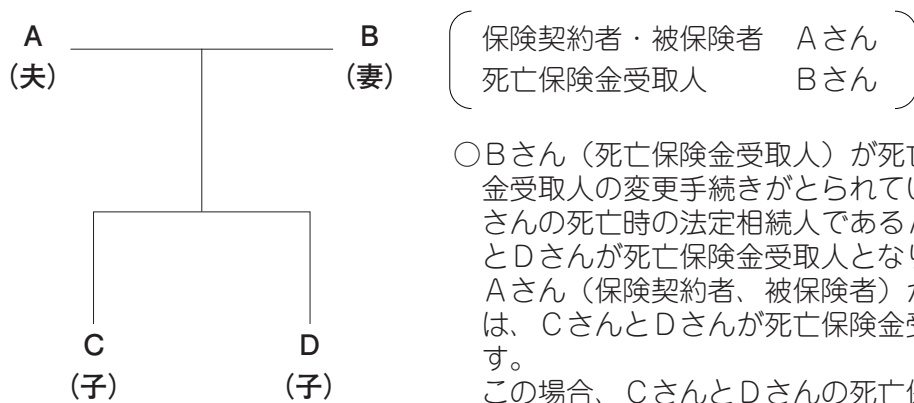 A
(夫)
B
(妻)
C
(子)
D
(子)
保険契約者・被保険者 Aさん
死亡保険金受取人 Bさん
○Bさん(死亡保険金受取人)が死亡
金受取人の変更手続きがとられてい
さんの死亡時の法定相続人である
とDさんが死亡保険金受取人とな
Aさん(保険契約者、被保険者)
は、CさんとDさんが死亡保険金受
す。
この場合、CさんとDさんの死亡保